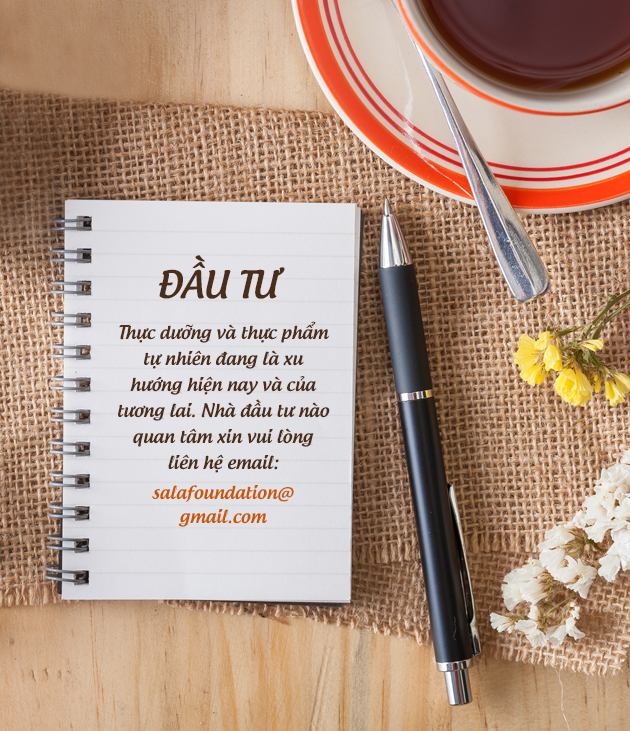 ĐẦU TƯ
Thực dưỡng và thực phẩm
tự nhiên đang là xu
hướng hiện nay và của
tương lai. Nhà đầu tư nào
quan tâm xin vui lòng
liên hệ email:
salafoundation@
gmail.com